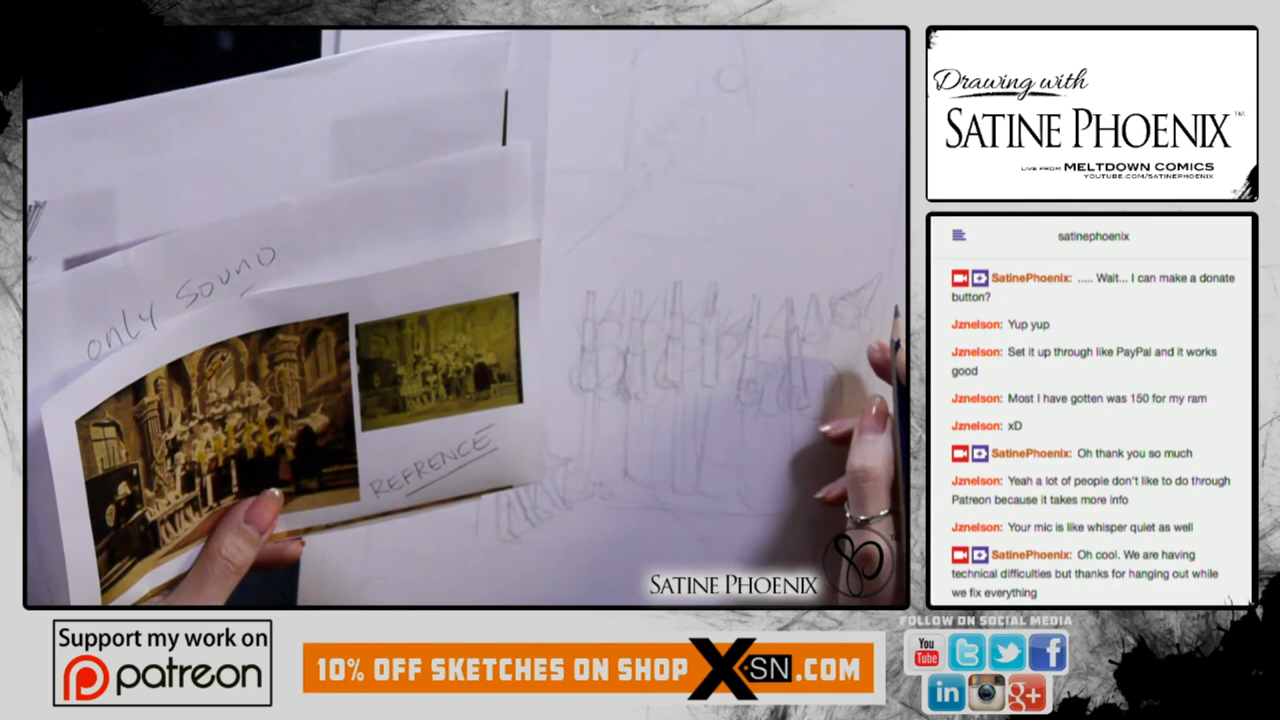 only SOUND
REFRENCE
SATINE PHOENIX
Drawing with
SATINE PHOENIX™
LIVE FROM MELTDOWN COMICS
YOUTUBE.COM/SATINEPHOENIX
satinephoenix
SatinePhoenix: ..... Wait... I can make a donate
button?
Jznelson: Yup yup
Jznelson: Set it up through like PayPal and it works
good
Jznelson: Most I have gotten was 150 for my ram
Jznelson: xD
SatinePhoenix: Oh thank you so much
Jznelson: Yeah a lot of people don't like to do through
Patreon because it takes more info
Jznelson: Your mic is like whisper quiet as well
SatinePhoenix: Oh cool. We are having
technical difficulties but thanks for hanging out while
we fix everything
Support my work on
patreon
10% OFF SKETCHES ON SHOP XSN.COM
FOLLOW ON SOCIAL MEDIA
You
Tube
in
g+